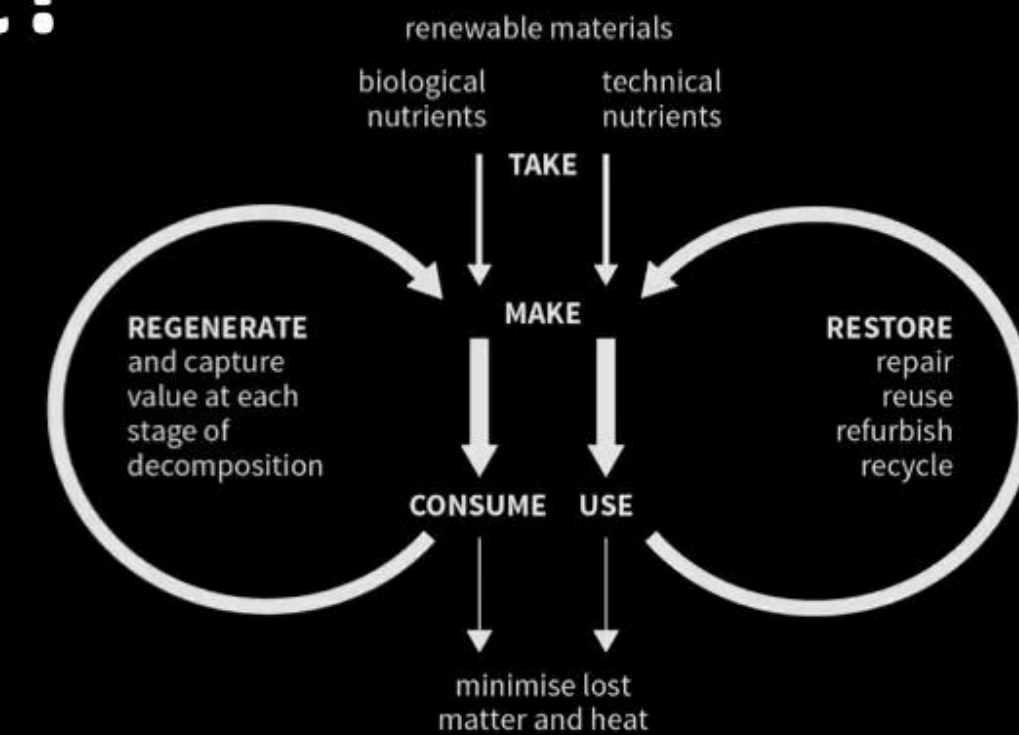 renewable materials
biological
nutrients
technical
nutrients
TAKE
MAKE
REGENERATE
and capture
value at each
stage of
decomposition
RESTORE
repair
reuse
refurbish
recycle
CONSUME USE
minimise lost
matter and heat